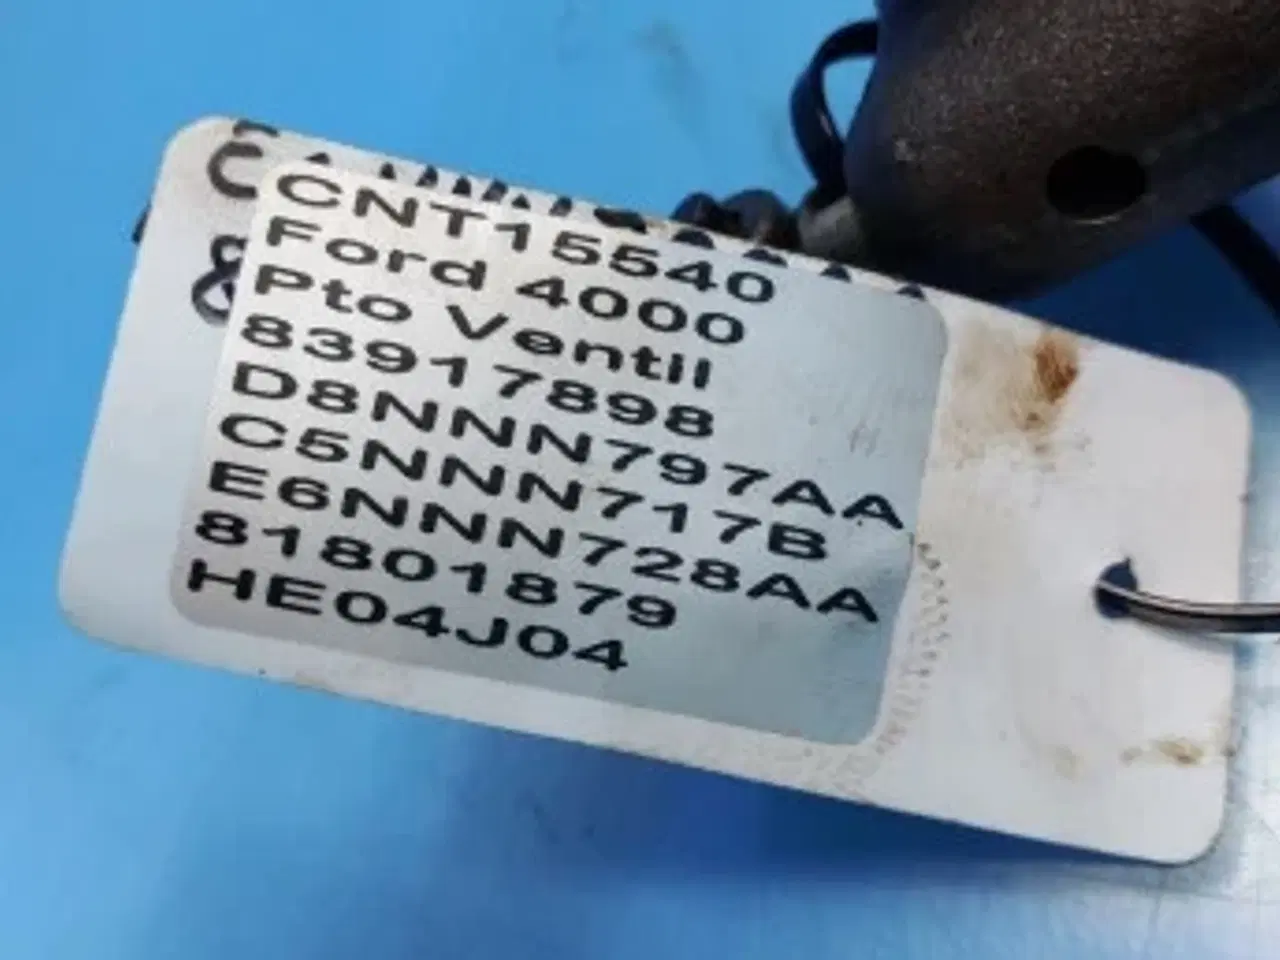 CNT15540
Ford 4000
Pto Ventil
83917898
D8NNN797AA
C5NNN717B
E6NNN728AA
81801879
HE04J04